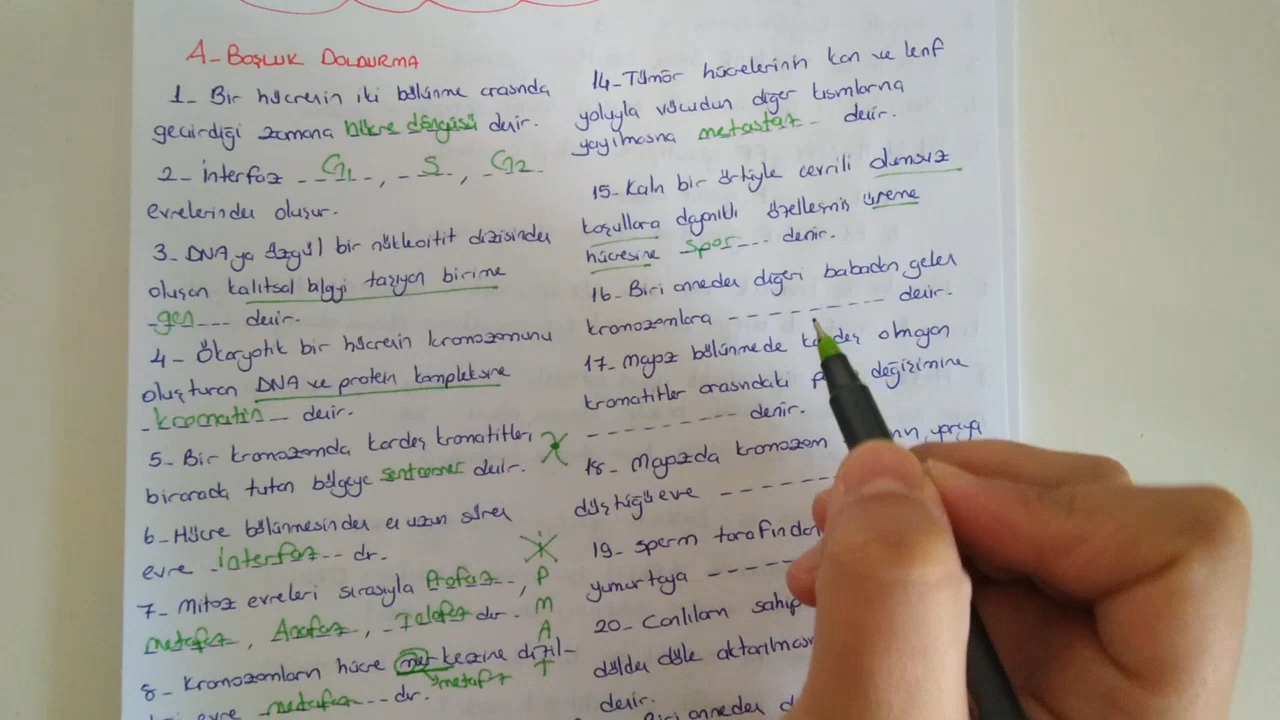 A- BOŞLUK DOLDURMA
1- Bir hücrenin iki bölünme arasında
geçirdiği zamana hücre döngüsü denir.
2- İnterfaz G1, S, G2
evrelerinden oluşur.
3- DNA ya özgü bir nükleotit dizisinden
oluşan kalıtsal bilgiyi taşıyan birime
gen denir.
4- Ökaryotik bir hücrenin kromozomunu
oluşturan DNA ve protein kompleksine
kromatin denir.
5- Bir kromozomda kardeş kromatitleri
birarada tutan bölgeye sentromer denir.
6- Hücre bölünmesinden en uzun süren
evre interfaz dır.
7- Mitoz evreleri sırasıyla Profaz, P
metafaz, Anafaz, Telofaz dır. M
A
8- Kromozomların hücre merkezine dizil- T
metafaz
evre metafaz dır.
14- Tümör hücrelerinin kan ve lenf
yoluyla vücudun diğer kısımlarına
yayılmasına metastaz denir.
15- Kalın bir örtüyle çevrili olumsuz
koşullara dayanıklı özelleşmiş üreme
hücresine spor denir.
16- Biri anneden diğeri babadan gelen
kromozomlara ------- denir.
17- Mayoz bölünmede kardeş olmayan
kromatitler arasındaki değişimine
-------- denir.
18- Mayozda kromozom yarıya
düştüğü evre -------
19- Sperm tarafından
yumurtaya -----
20- Canlıların
dölden döle aktarılması
denir.
Biri anneden